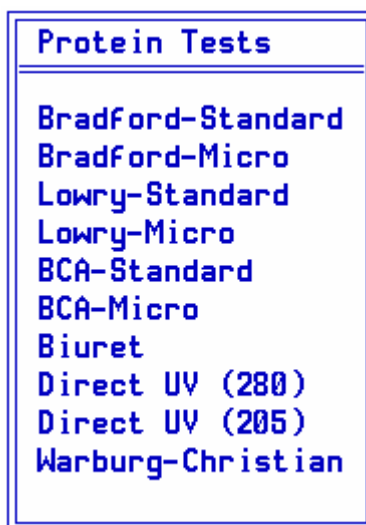 Protein Tests
Bradford-Standard
Bradford-Micro
Lowry-Standard
Lowry-Micro
BCA-Standard
BCA-Micro
Biuret
Direct UV (280)
Direct UV (205)
Warburg-Christian